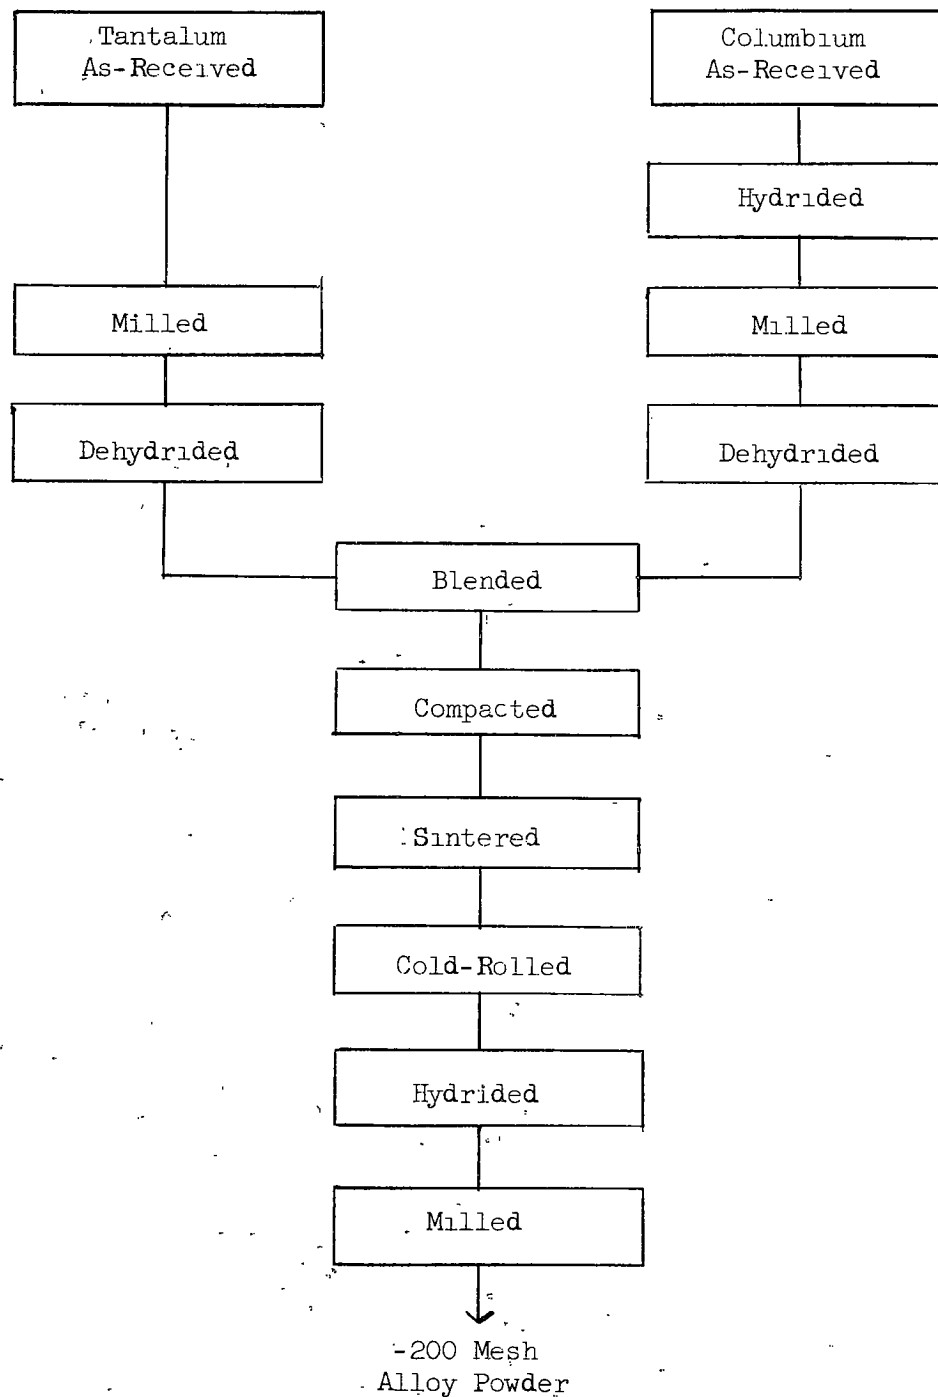 Tantalum
As-Received
Columbium
As-Received
Hydrided
Milled
Milled
Dehydrided
Dehydrided
Blended
Compacted
Sintered
Cold-Rolled
Hydrided
Milled
-200 Mesh
Alloy Powder